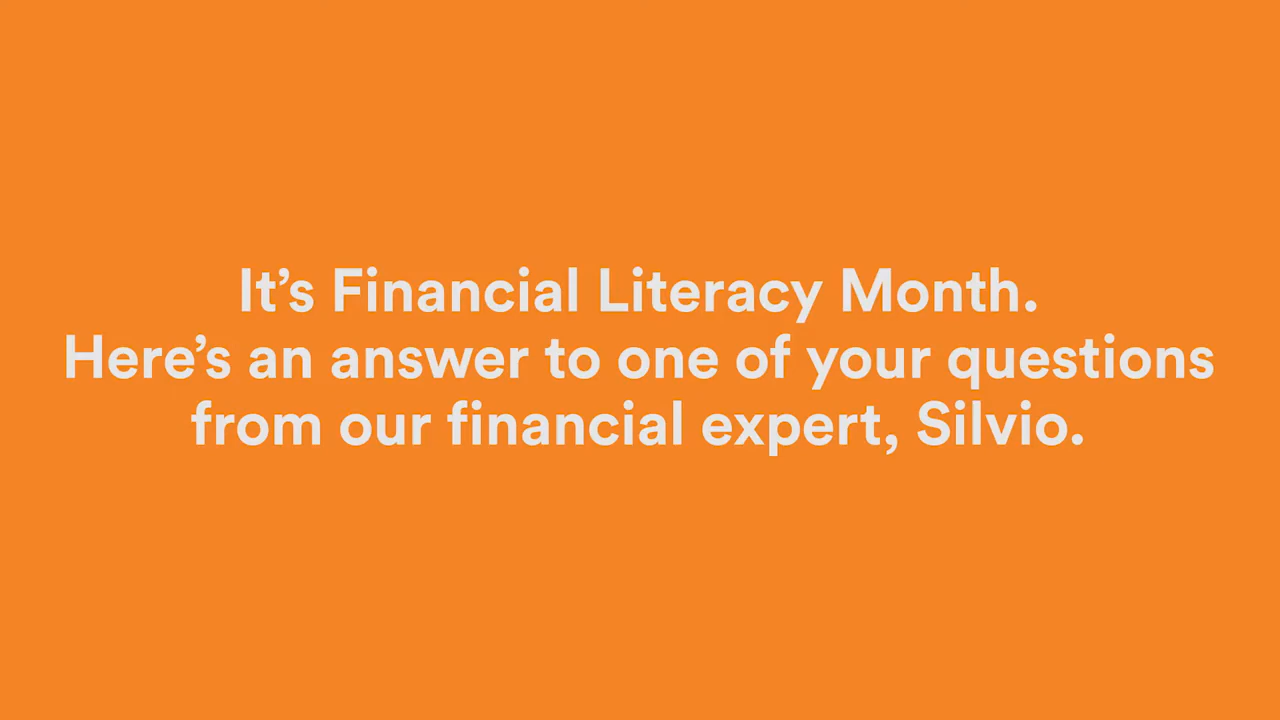 It’s Financial Literacy Month.
Here’s an answer to one of your questions
from our financial expert, Silvio.